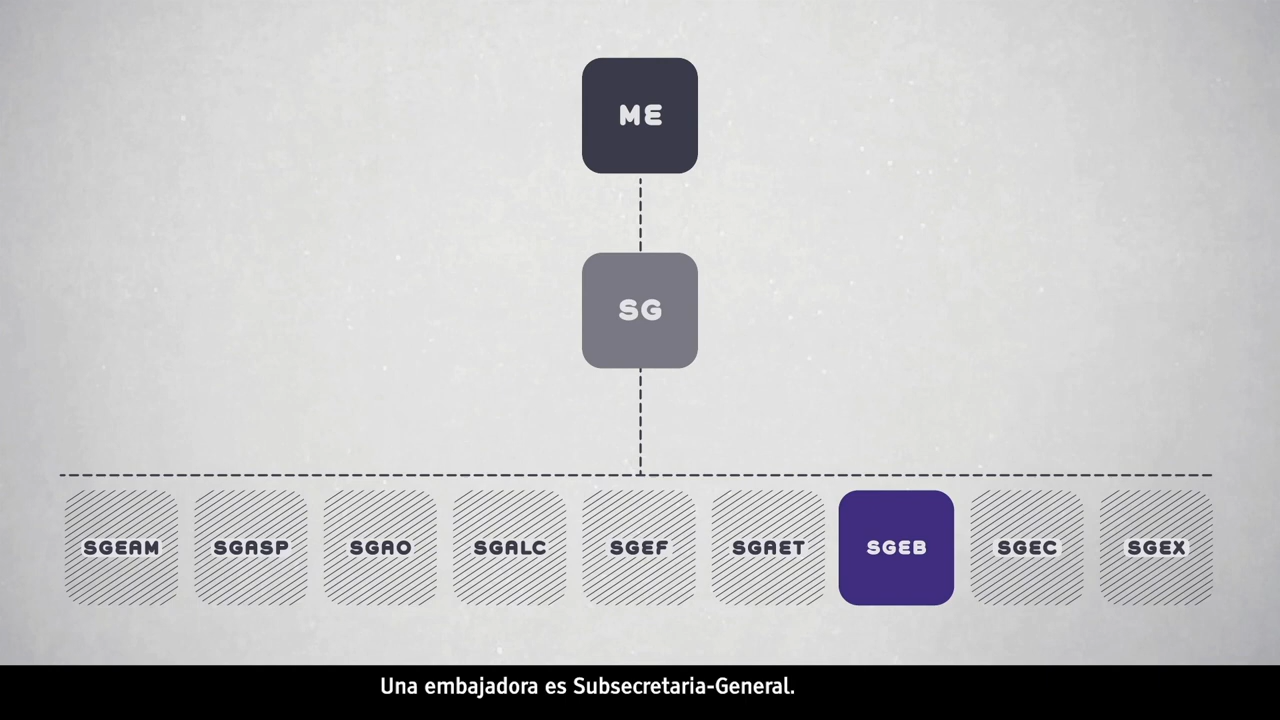 ME
SG
SGEAM SGASP SGAO SGALC SGEF SGAET SGEB SGEC SGEX
Una embajadora es Subsecretaria-General.